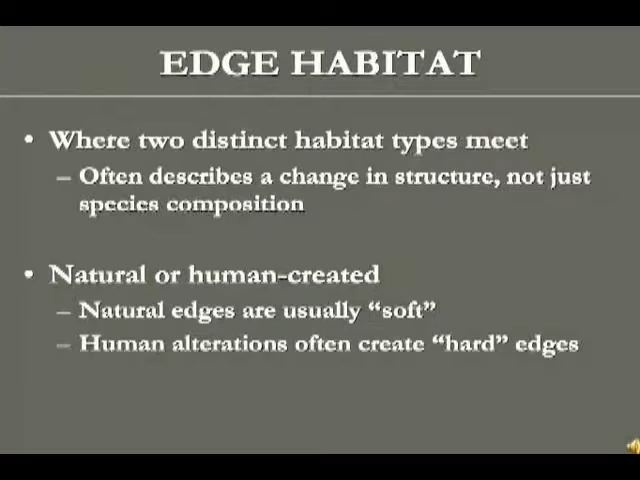 EDGE HABITAT
• Where two distinct habitat types meet
– Often describes a change in structure, not just
species composition
• Natural or human-created
– Natural edges are usually “soft”
– Human alterations often create “hard” edges